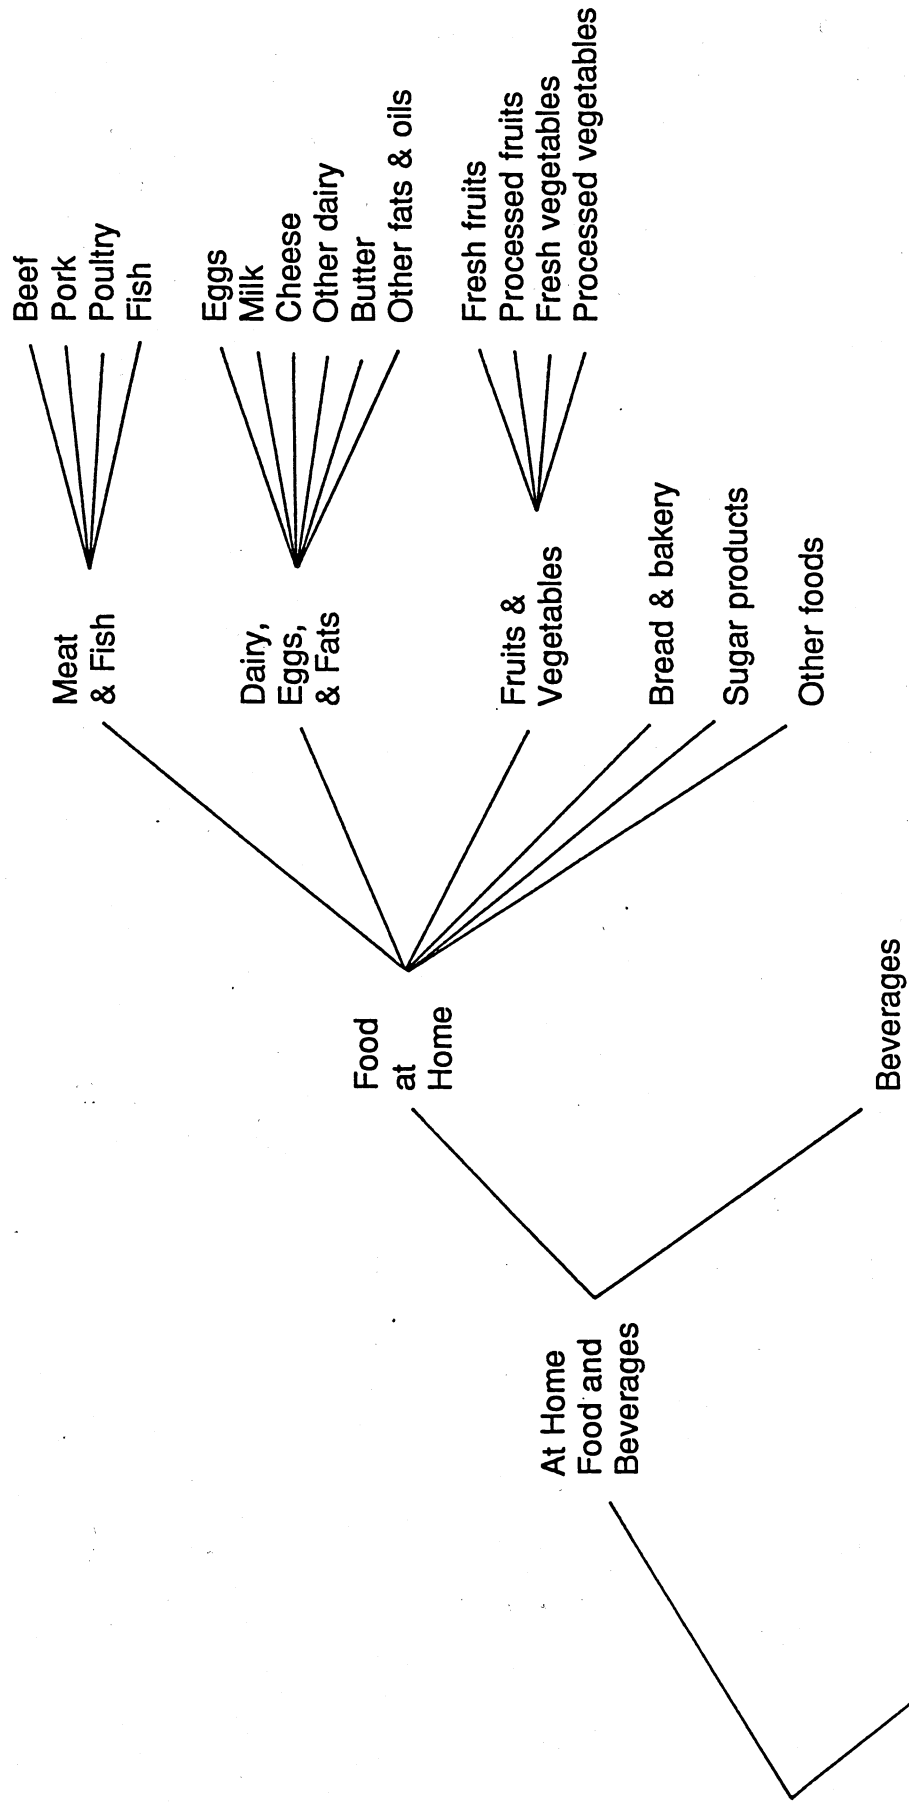 Beef
Pork
Poultry
Fish
Meat
& Fish
Eggs
Milk
Cheese
Other dairy
Butter
Other fats & oils
Dairy,
Eggs,
& Fats
Fresh fruits
Processed fruits
Fresh vegetables
Processed vegetables
Fruits &
Vegetables
Bread & bakery
Sugar products
Other foods
Food
at
Home
Beverages
At Home
Food and
Beverages